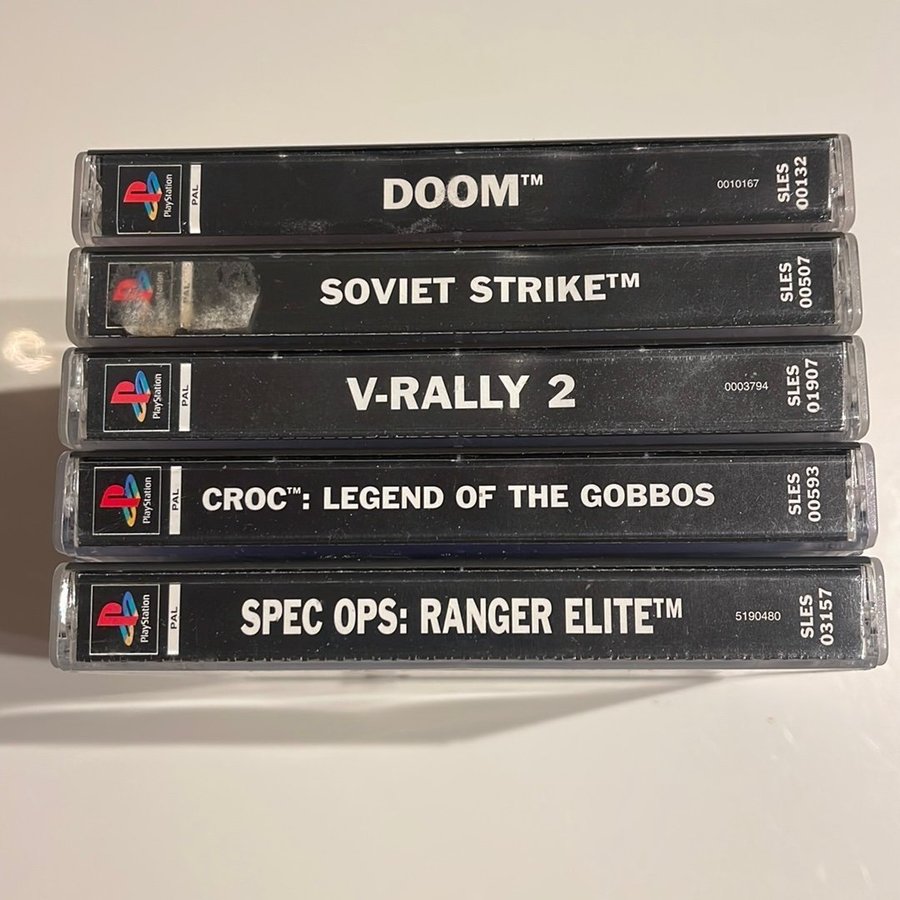 PlayStation
PAL
DOOM™
0010167
SLES
00132
SOVIET STRIKE™
SLES
00507
PlayStation
PAL
V-RALLY 2
0003794
SLES
01907
PlayStation
PAL
CROC™: LEGEND OF THE GOBBOS
SLES
00593
PlayStation
PAL
SPEC OPS: RANGER ELITE™
5190480
SLES
03157